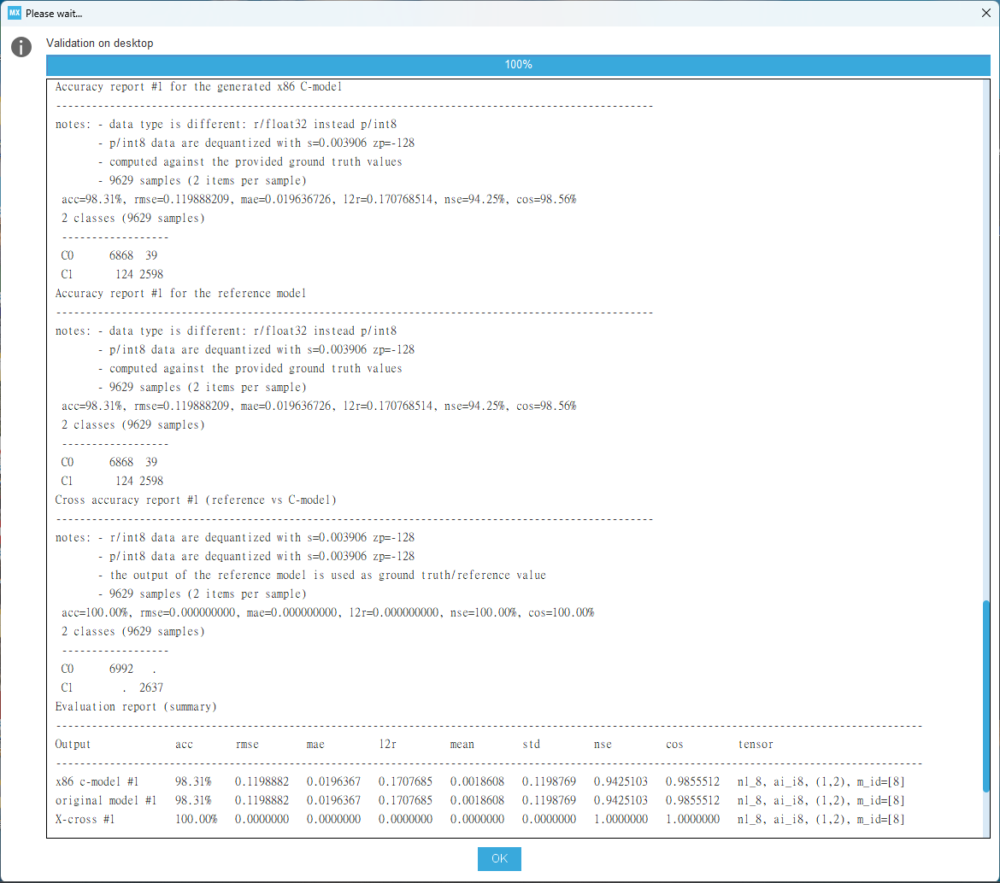 MX Please wait...
Validation on desktop
100%
Accuracy report #1 for the generated x86 C-model
----------------------------------------------------------------------------------------------------
notes: - data type is different: r/float32 instead p/int8
- p/int8 data are dequantized with s=0.003906 zp=-128
- computed against the provided ground truth values
- 9629 samples (2 items per sample)
acc=98.31%, rmse=0.119888209, mae=0.019636726, l2r=0.170768514, nse=94.25%, cos=98.56%
2 classes (9629 samples)
------------------
C0 6868 39
C1 124 2598
Accuracy report #1 for the reference model
----------------------------------------------------------------------------------------------------
notes: - data type is different: r/float32 instead p/int8
- p/int8 data are dequantized with s=0.003906 zp=-128
- computed against the provided ground truth values
- 9629 samples (2 items per sample)
acc=98.31%, rmse=0.119888209, mae=0.019636726, l2r=0.170768514, nse=94.25%, cos=98.56%
2 classes (9629 samples)
------------------
C0 6868 39
C1 124 2598
Cross accuracy report #1 (reference vs C-model)
----------------------------------------------------------------------------------------------------
notes: - r/int8 data are dequantized with s=0.003906 zp=-128
- p/int8 data are dequantized with s=0.003906 zp=-128
- the output of the reference model is used as ground truth/reference value
- 9629 samples (2 items per sample)
acc=100.00%, rmse=0.000000000, mae=0.000000000, l2r=0.000000000, nse=100.00%, cos=100.00%
2 classes (9629 samples)
------------------
C0 6992 .
C1 . 2637
Evaluation report (summary)
-------------------------------------------------------------------------------------------------------------------------------------------------
Output acc rmse mae l2r mean std nse cos tensor
-------------------------------------------------------------------------------------------------------------------------------------------------
x86 c-model #1 98.31% 0.1198882 0.0196367 0.1707685 0.0018608 0.1198769 0.9425103 0.9855512 nl_8, ai_i8, (1,2), m_id=[8]
original model #1 98.31% 0.1198882 0.0196367 0.1707685 0.0018608 0.1198769 0.9425103 0.9855512 nl_8, ai_i8, (1,2), m_id=[8]
X-cross #1 100.00% 0.0000000 0.0000000 0.0000000 0.0000000 0.0000000 1.0000000 1.0000000 nl_8, ai_i8, (1,2), m_id=[8]
OK